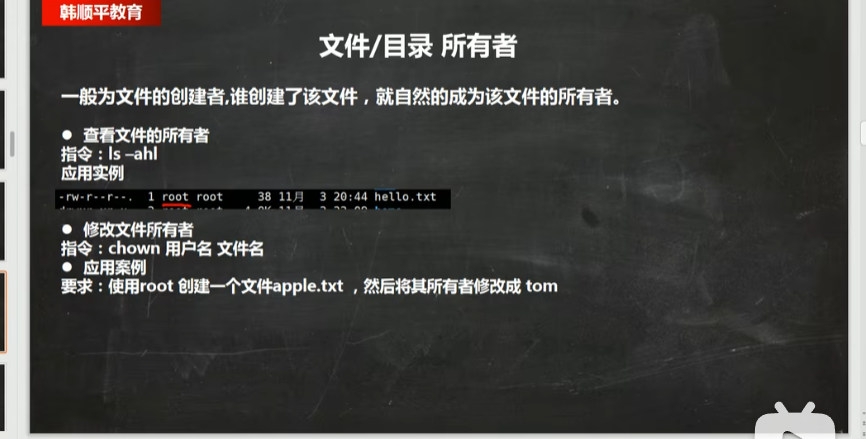 韩顺平教育
文件/目录 所有者
一般为文件的创建者,谁创建了该文件，就自然的成为该文件的所有者。
● 查看文件的所有者
指令：ls –ahl
应用实例
-rw-r--r--. 1 root root 38 11月 3 20:44 hello.txt
● 修改文件所有者
指令：chown 用户名 文件名
● 应用案例
要求：使用root 创建一个文件apple.txt ，然后将其所有者修改成 tom